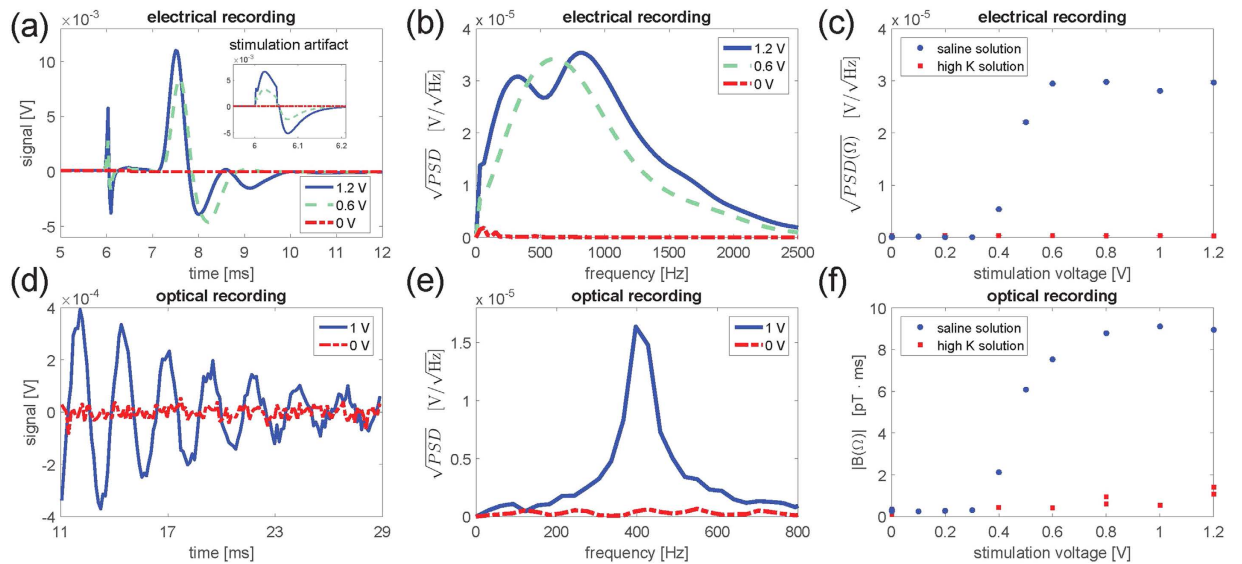 (a)
electrical recording
×10⁻³
signal [V]
10
5
0
-5
5 6 7 8 9 10 11 12
time [ms]
stimulation artifact
×10⁻³
5
0
-5
6 6.1 6.2
1.2 V
0.6 V
0 V
(b)
electrical recording
× 10⁻⁵
√PSD [V/√Hz]
4
3
2
1
0
0 500 1000 1500 2000 2500
frequency [Hz]
1.2 V
0.6 V
0 V
(c)
electrical recording
× 10⁻⁵
√PSD(Ω) [V/√Hz]
4
3
2
1
0
0 0.2 0.4 0.6 0.8 1 1.2
stimulation voltage [V]
saline solution
high K solution
(d)
optical recording
×10⁻⁴
signal [V]
4
2
0
-2
-4
11 17 23 29
time [ms]
1 V
0 V
(e)
optical recording
× 10⁻⁵
√PSD [V/√Hz]
1.5
1
0.5
0
0 200 400 600 800
frequency [Hz]
1 V
0 V
(f)
optical recording
|B(Ω)| [pT · ms]
10
8
6
4
2
0
0 0.2 0.4 0.6 0.8 1 1.2
stimulation voltage [V]
saline solution
high K solution